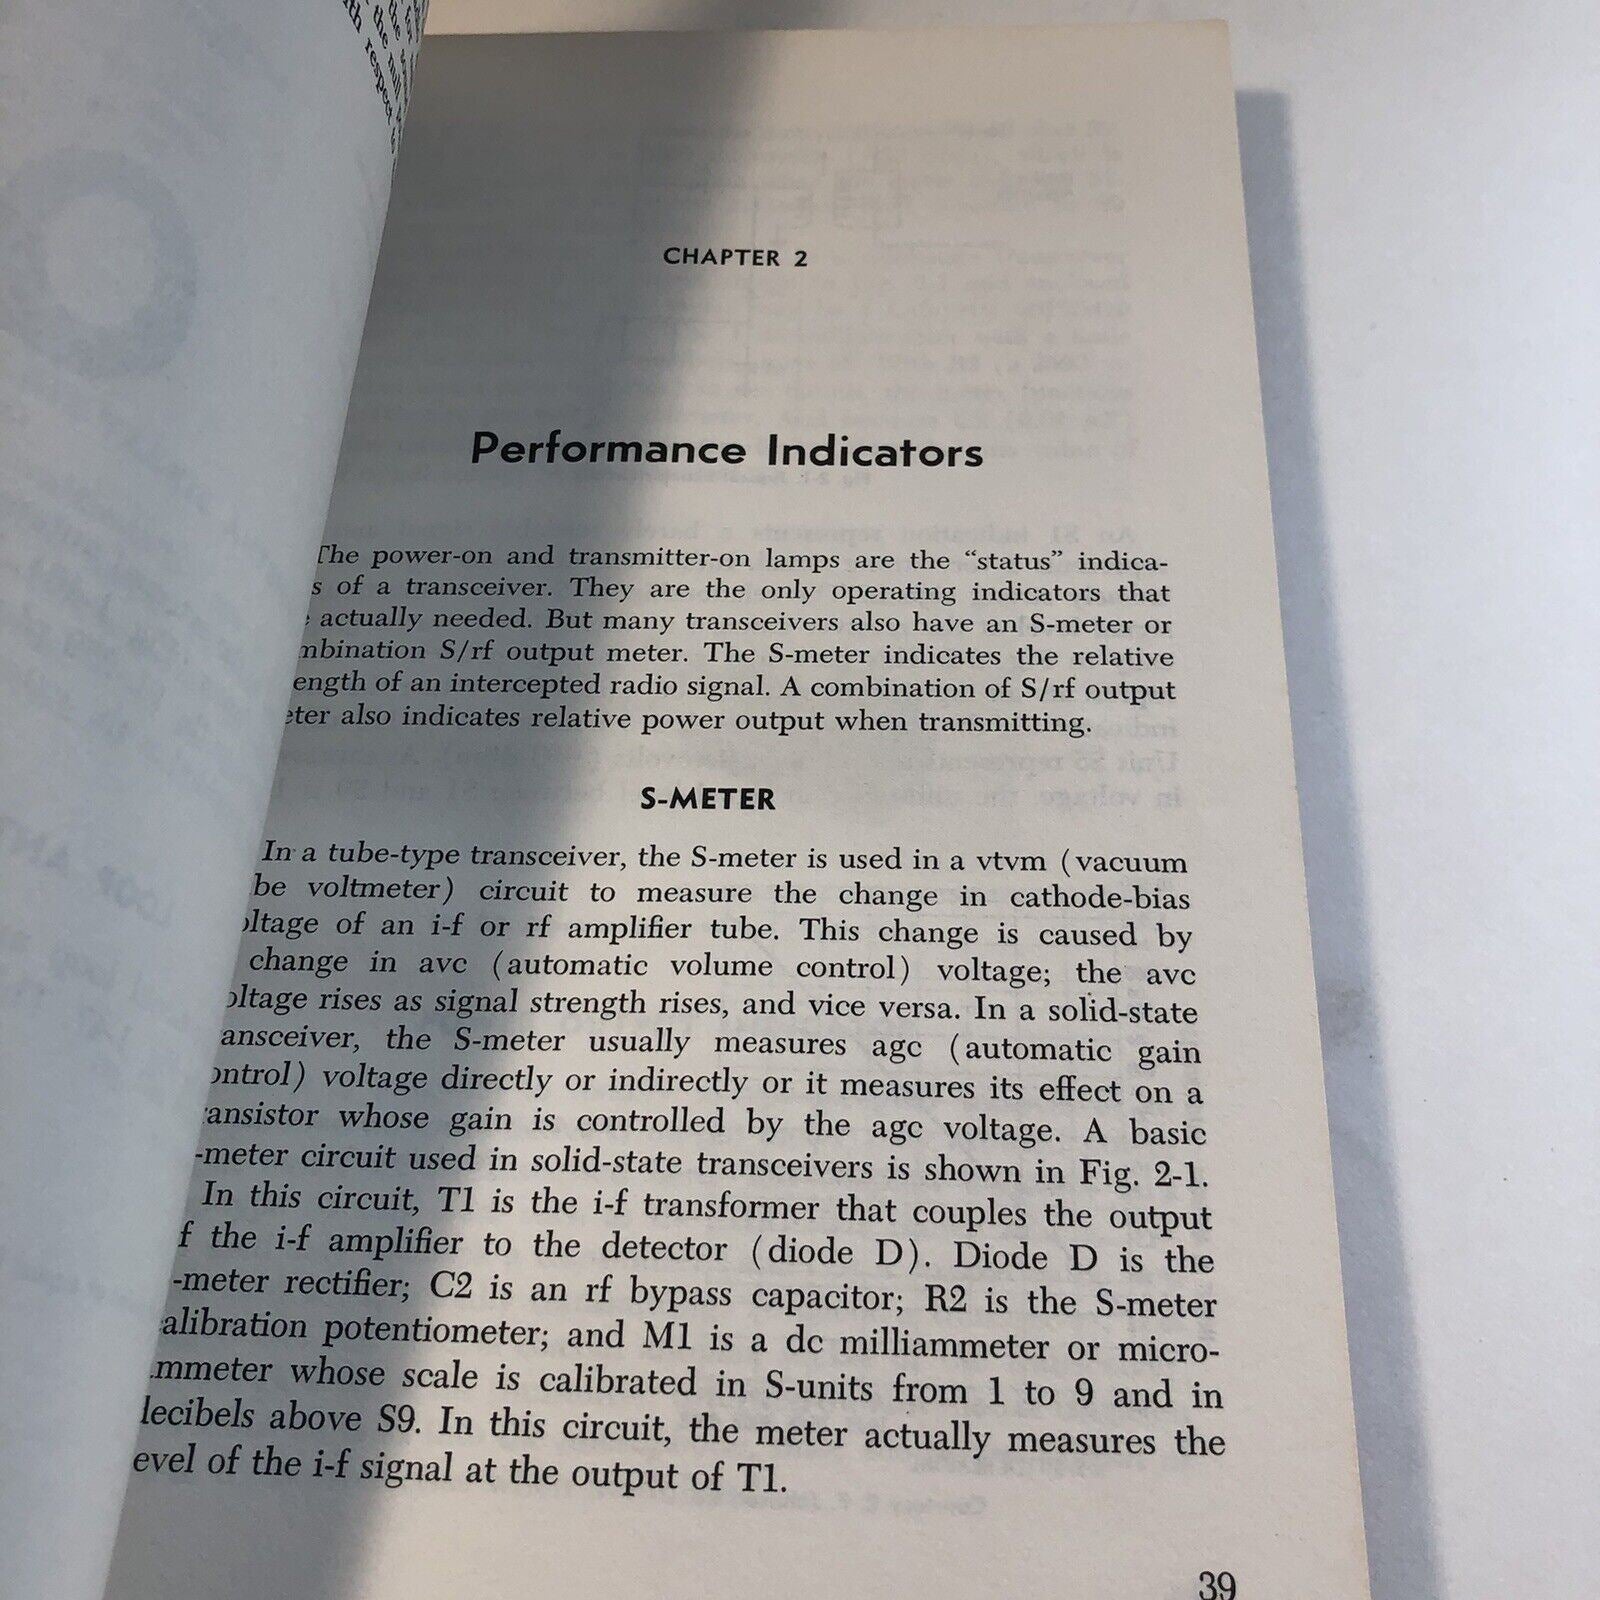 for
the
the null
with respect
CHAPTER 2
Performance Indicators
The power-on and transmitter-on lamps are the “status” indica-
s of a transceiver. They are the only operating indicators that
actually needed. But many transceivers also have an S-meter or
mbination S/rf output meter. The S-meter indicates the relative
ength of an intercepted radio signal. A combination of S/rf output
eter also indicates relative power output when transmitting.
S-METER
In a tube-type transceiver, the S-meter is used in a vtvm (vacuum
be voltmeter) circuit to measure the change in cathode-bias
oltage of an i-f or rf amplifier tube. This change is caused by
change in avc (automatic volume control) voltage; the avc
oltage rises as signal strength rises, and vice versa. In a solid-state
ansceiver, the S-meter usually measures agc (automatic gain
ontrol) voltage directly or indirectly or it measures its effect on a
ansistor whose gain is controlled by the agc voltage. A basic
-meter circuit used in solid-state transceivers is shown in Fig. 2-1.
In this circuit, T1 is the i-f transformer that couples the output
f the i-f amplifier to the detector (diode D). Diode D is the
-meter rectifier; C2 is an rf bypass capacitor; R2 is the S-meter
alibration potentiometer; and M1 is a dc milliammeter or micro-
mmeter whose scale is calibrated in S-units from 1 to 9 and in
decibels above S9. In this circuit, the meter actually measures the
evel of the i-f signal at the output of T1.
39